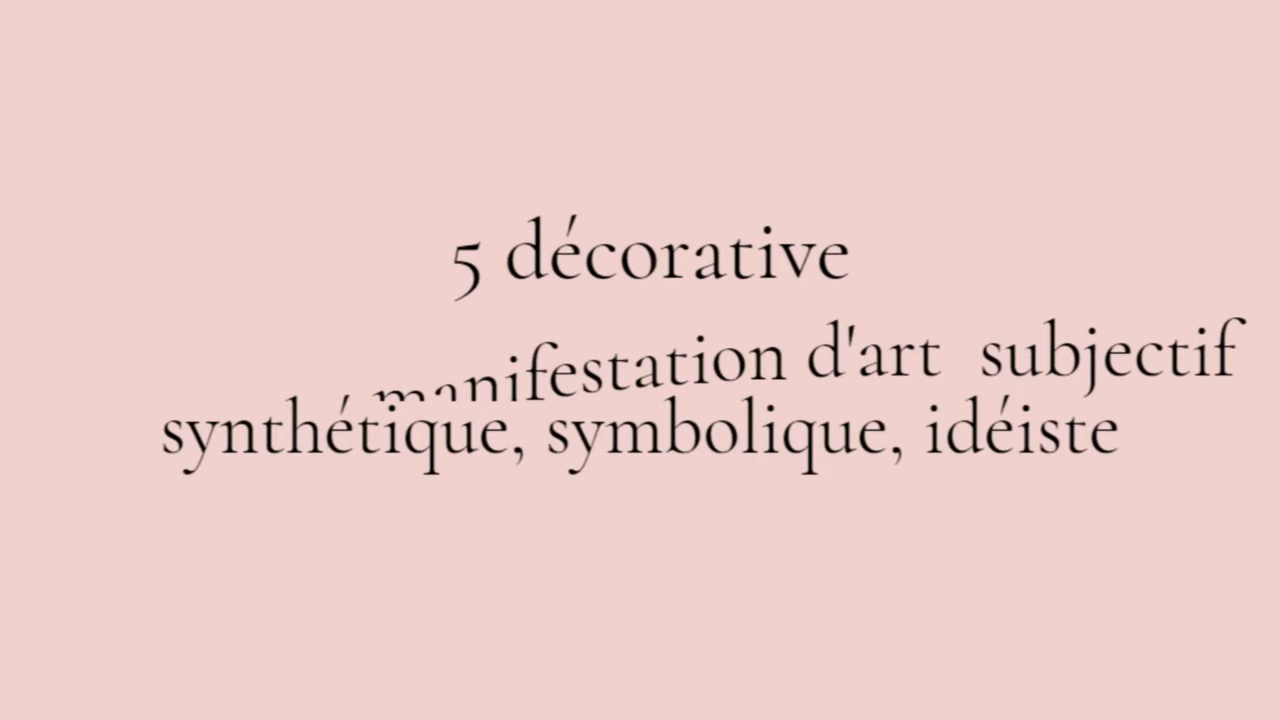 5 décorative
manifestation d'art subjectif
synthétique, symbolique, idéiste